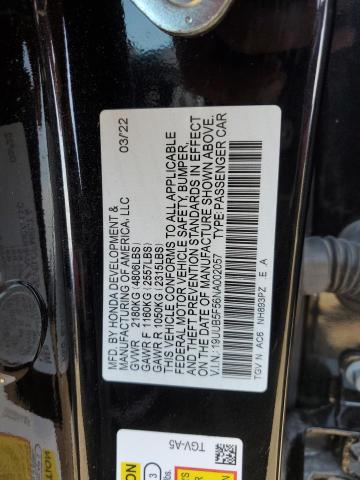 MFD. BY HONDA DEVELOPMENT & 03/22
MANUFACTURING OF AMERICA, LLC
GVWR 2180KG (4806LBS)
GAWR F 1160KG (2557LBS)
GAWR R 1050KG (2315LBS)
THIS VEHICLE CONFORMS TO ALL APPLICABLE
FEDERAL MOTOR VEHICLE SAFETY, BUMPER,
AND THEFT PREVENTION STANDARDS IN EFFECT
ON THE DATE OF MANUFACTURE SHOWN ABOVE.
V.I.N.: 19UUB5F56NA002057 TYPE:PASSENGER CAR
TGV N AC6 NH893PZ E A
TGV-A5